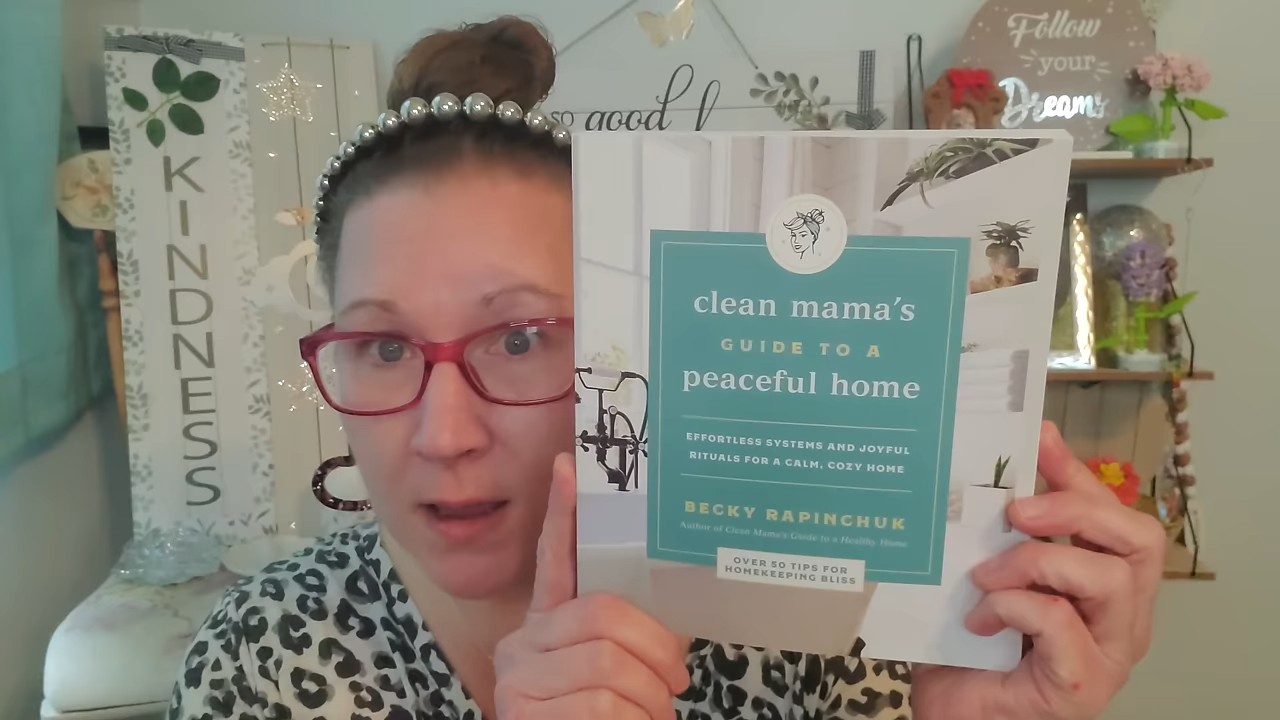 KINDNESS
so good
Follow
your
Dreams
clean mama's
GUIDE TO A
peaceful home
EFFORTLESS SYSTEMS AND JOYFUL
RITUALS FOR A CALM, COZY HOME
BECKY RAPINCHUK
Author of Clean Mama's Guide to a Healthy Home
OVER 50 TIPS FOR
HOMEKEEPING BLISS